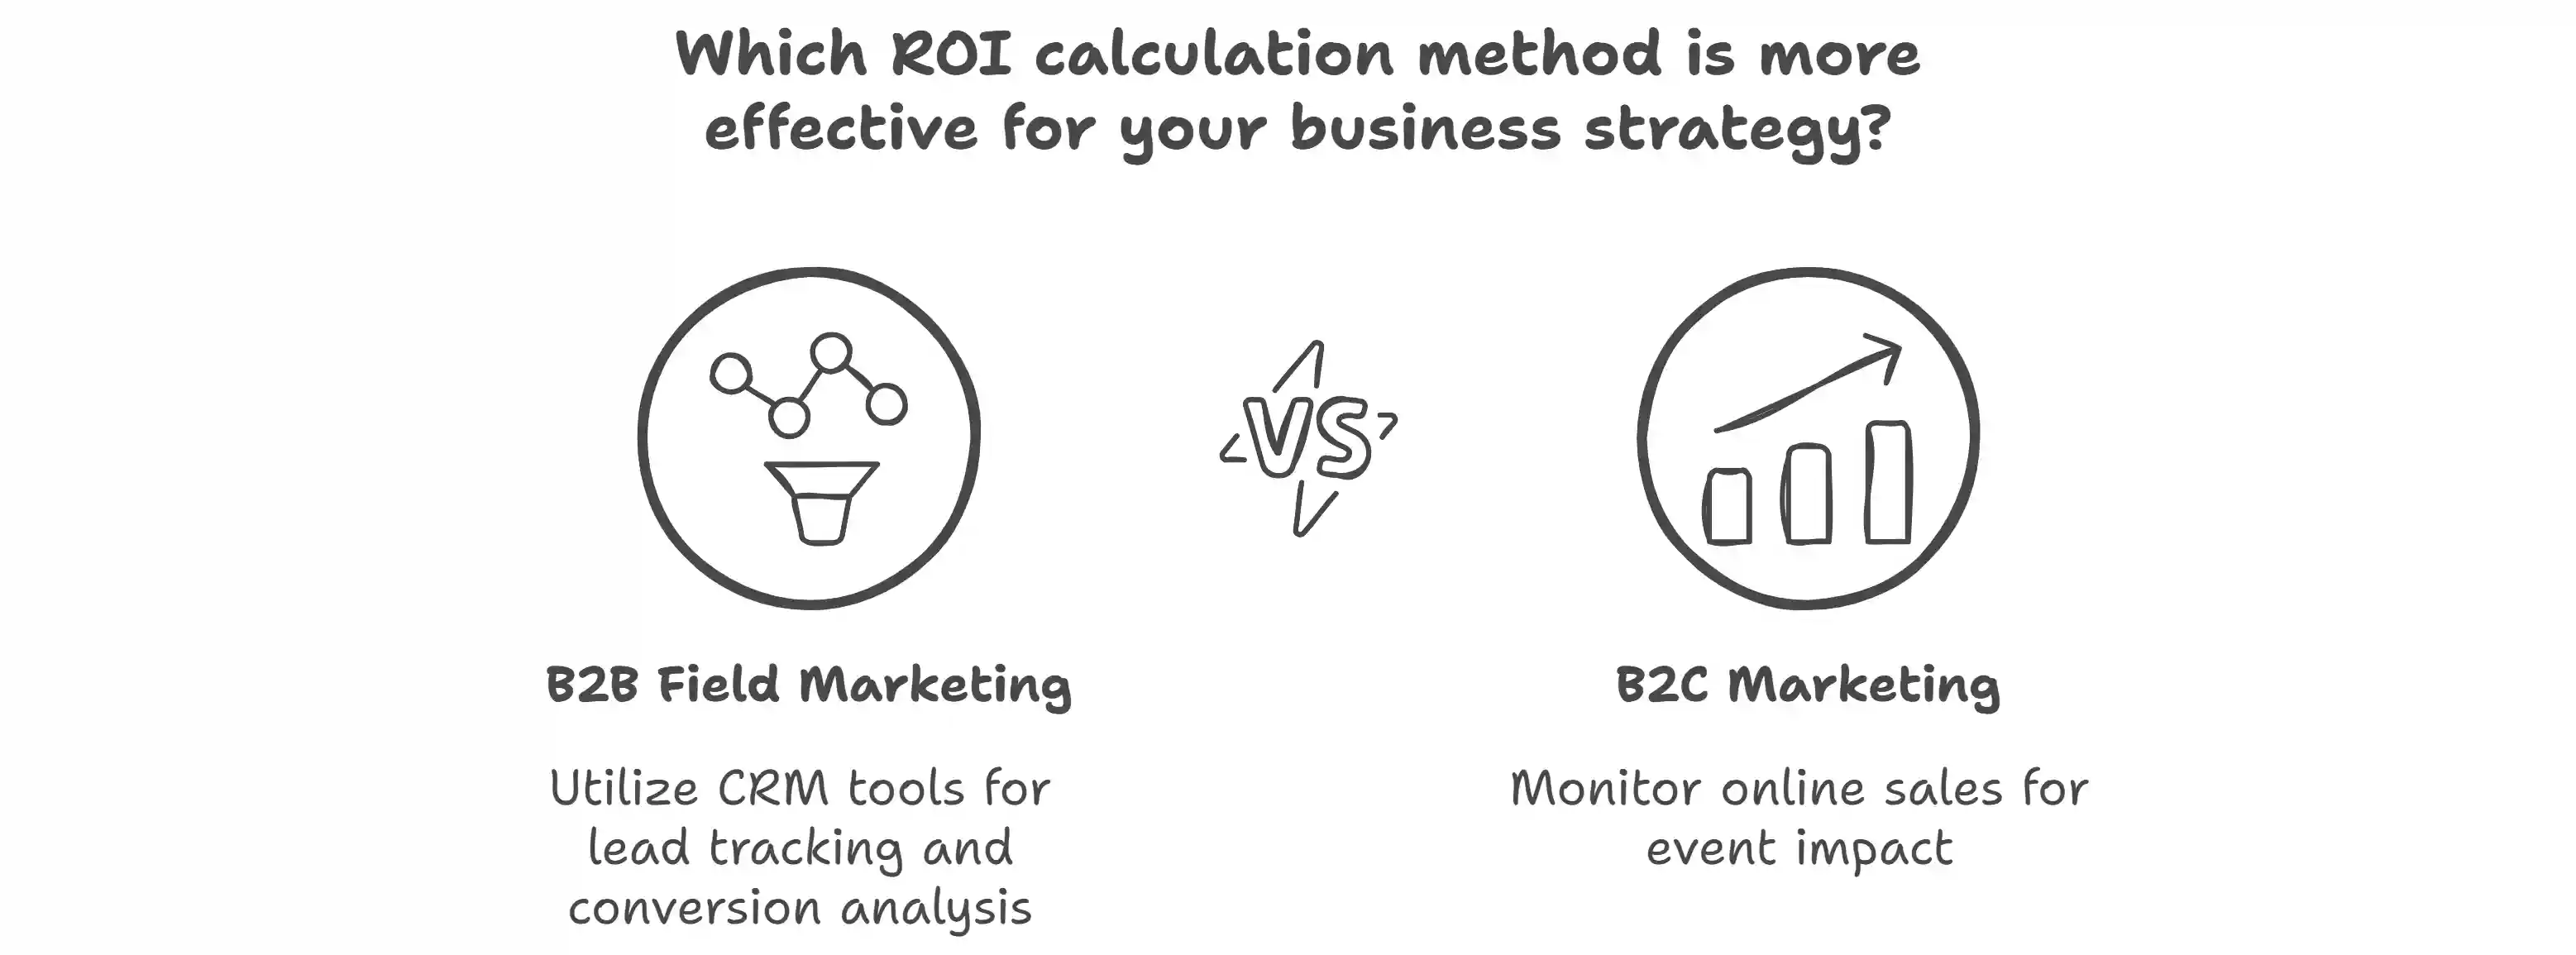 Which ROI calculation method is more
effective for your business strategy?
VS
B2B Field Marketing
Utilize CRM tools for
lead tracking and
conversion analysis
B2C Marketing
Monitor online sales for
event impact